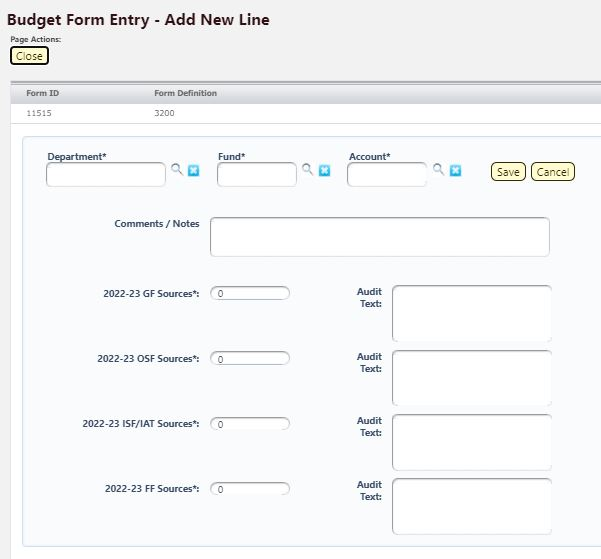 Budget Form Entry - Add New Line
Page Actions:
Close
Form ID Form Definition
11515 3200
Department* Fund* Account*
Save Cancel
Comments / Notes
2022-23 GF Sources*: 0 Audit
Text:
2022-23 OSF Sources*: 0 Audit
Text:
2022-23 ISF/IAT Sources*: 0 Audit
Text:
2022-23 FF Sources*: 0 Audit
Text: